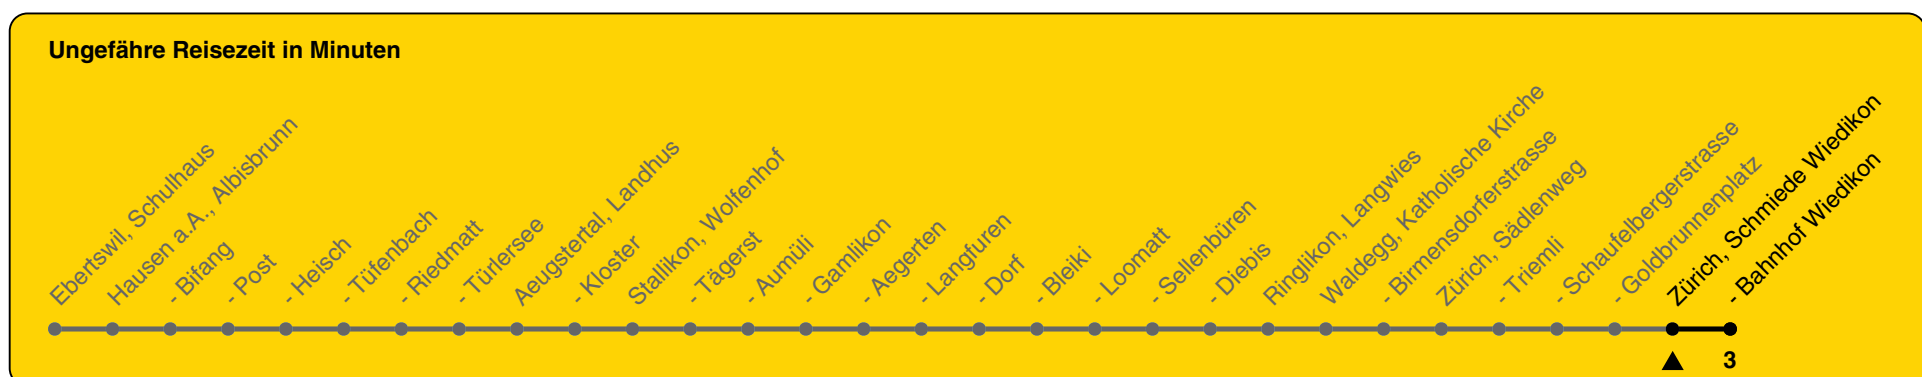 Ungefähre Reisezeit in Minuten
Ebertswil, Schulhaus
Hausen a.A., Albisbrunn
- Bifang
- Post
- Heisch
- Tüfenbach
- Riedmatt
- Türlersee
Aeugstertal, Landhus
- Kloster
Stallikon, Wolfenhof
- Tägerst
- Aumüli
- Gamlikon
- Aegerten
- Langfuren
- Dorf
- Bleiki
- Loomatt
- Sellenbüren
- Diebis
Ringlikon, Langwies
Waldegg, Katholische Kirche
- Birmensdorferstrasse
Zürich, Sädlenweg
- Triemli
- Schaufelbergerstrasse
- Goldbrunnenplatz
Zürich, Schmiede Wiedikon
- Bahnhof Wiedikon
3